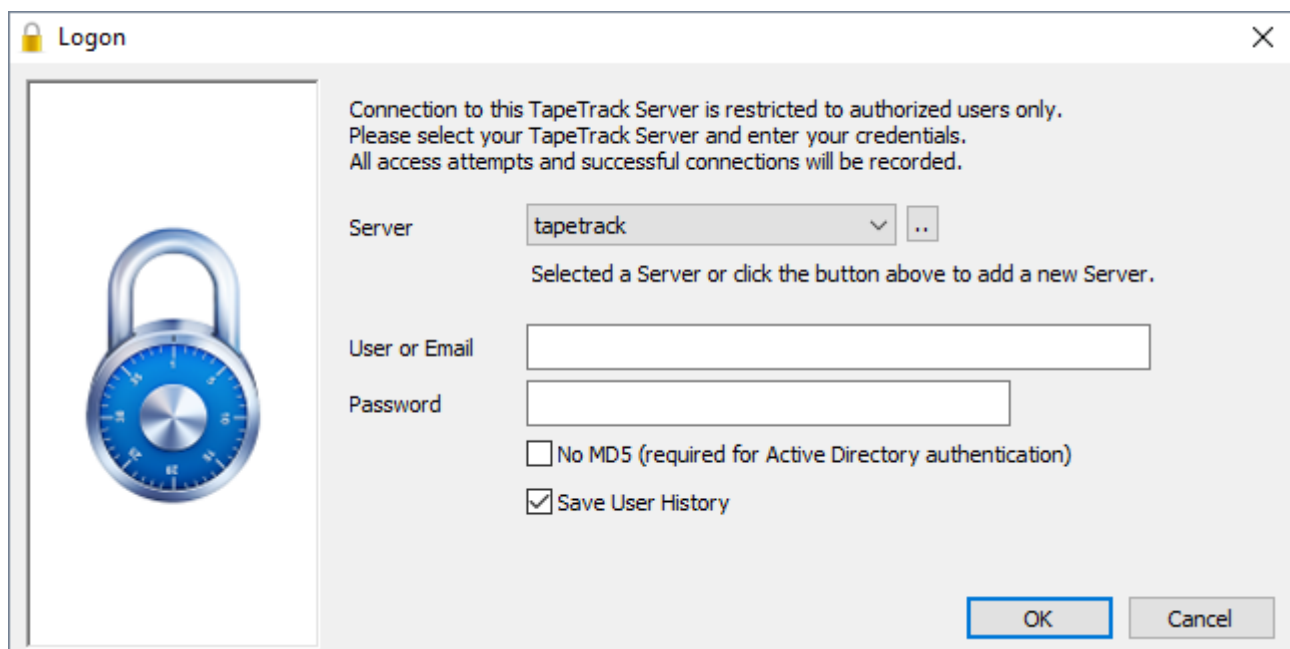 Logon
Connection to this TapeTrack Server is restricted to authorized users only.
Please select your TapeTrack Server and enter your credentials.
All access attempts and successful connections will be recorded.
Server
tapetrack
..
Selected a Server or click the button above to add a new Server.
User or Email
Password
No MD5 (required for Active Directory authentication)
Save User History
OK
Cancel